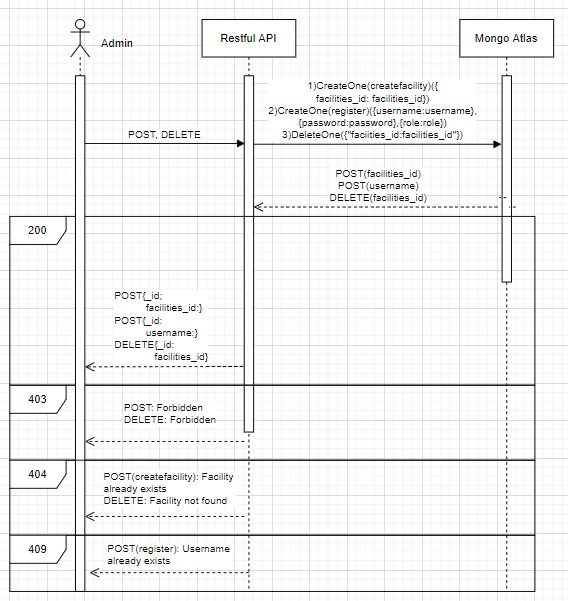 Admin
Restful API
Mongo Atlas
1)CreateOne(createfacility)({
facilities_id: facilities_id})
2)CreateOne(register)({username:username},
{password:password},{role:role})
3)DeleteOne({"faciities_id:facilities_id"})
POST, DELETE
POST(facilities_id)
POST(username)
DELETE(facilities_id)
200
POST{_id:
facilities_id:}
POST{_id:
username:}
DELETE{_id:
facilities_id}
403
POST: Forbidden
DELETE: Forbidden
404
POST(createfacility): Facility
already exists
DELETE: Facility not found
409
POST(register): Username
already exists